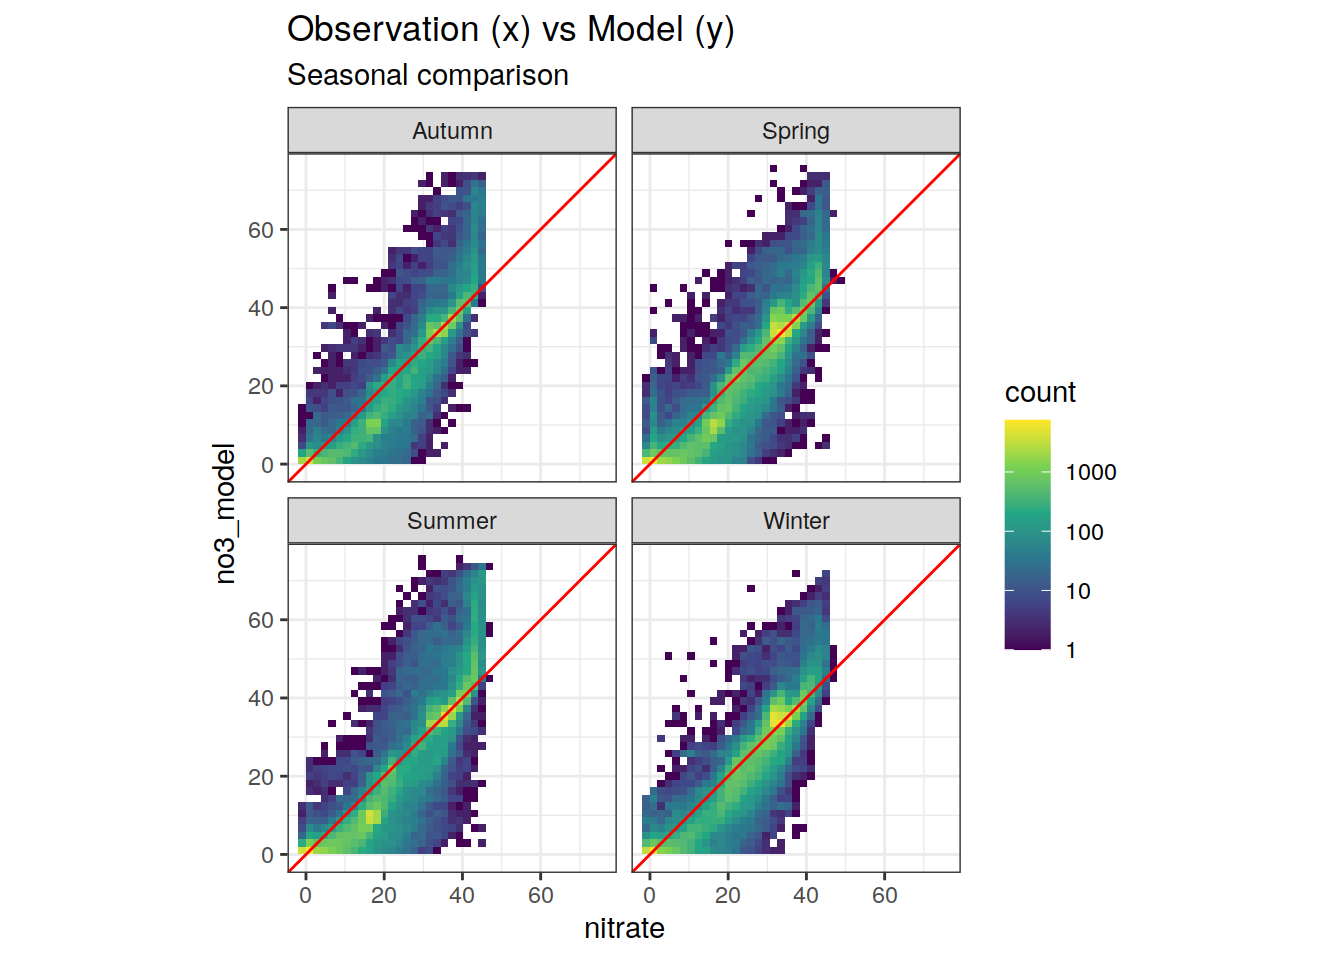 Observation (x) vs Model (y)
Seasonal comparison
Autumn
Spring
60
40
20
0
Summer
Winter
60
40
20
0
0 20 40 60
0 20 40 60
nitrate
no3_model
count
1000
100
10
1